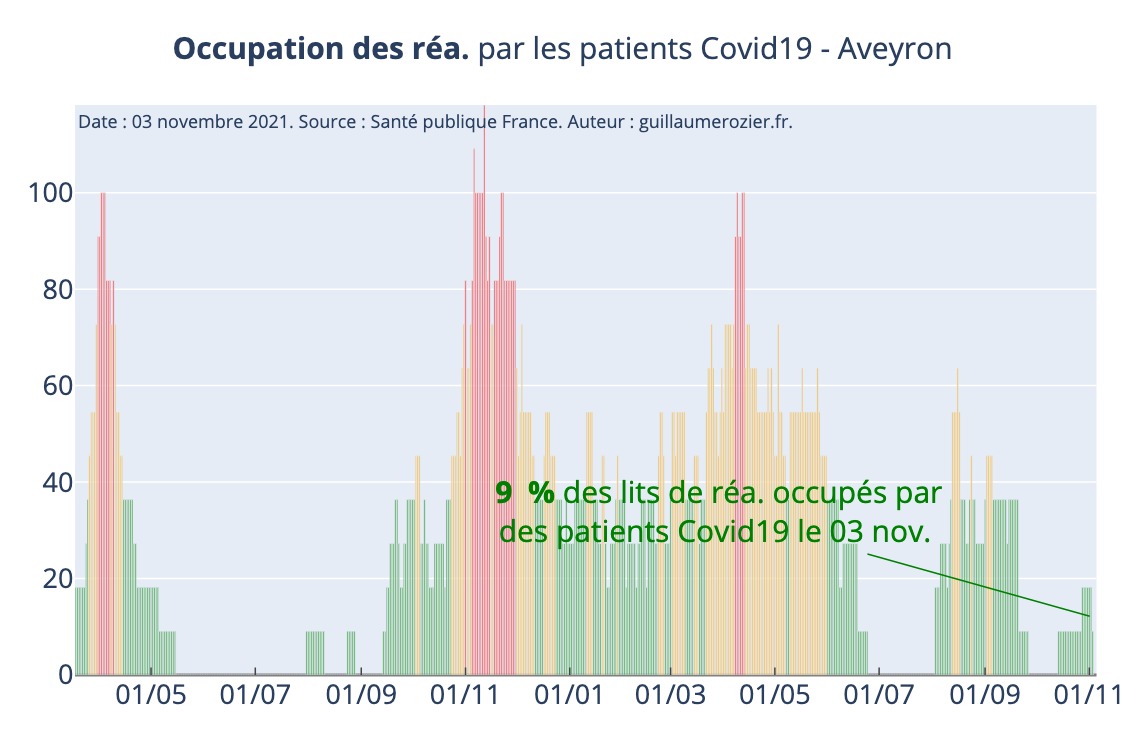 Occupation des réa. par les patients Covid19 - Aveyron
Date : 03 novembre 2021. Source : Santé publique France. Auteur : guillaumerozier.fr.
100
80
60
40
20
0
9 % des lits de réa. occupés par
des patients Covid19 le 03 nov.
01/05 01/07 01/09 01/11 01/01 01/03 01/05 01/07 01/09 01/11